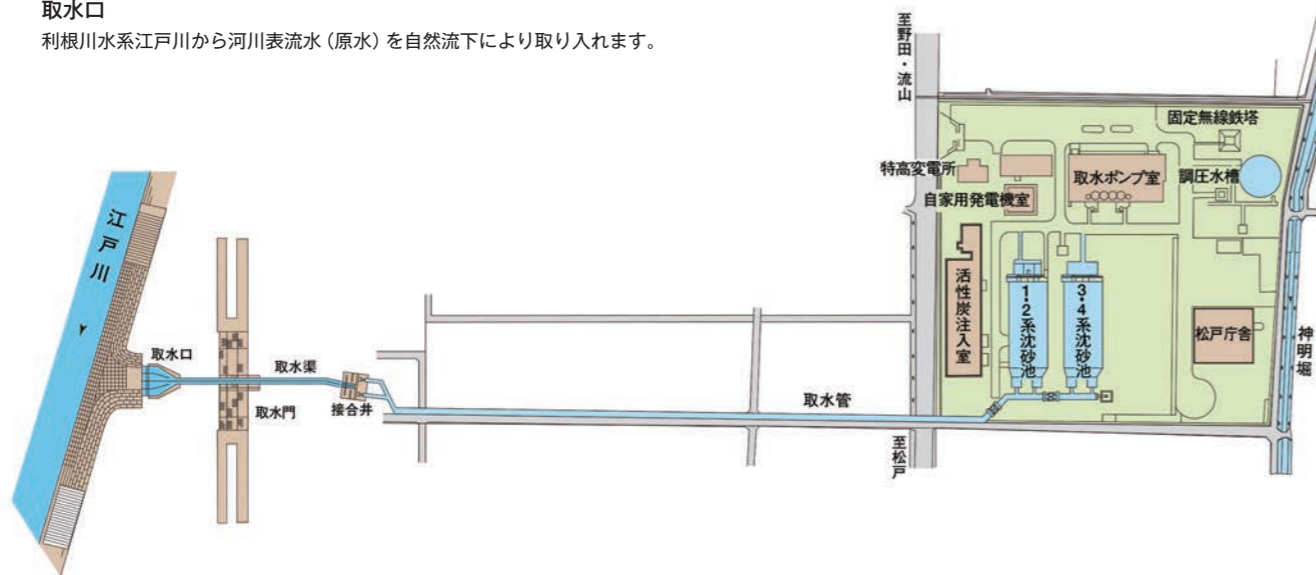 取水口
利根川水系江戸川から河川表流水（原水）を自然流下により取り入れます。
至野田・流山
固定無線鉄塔
特高変電所
取水ポンプ室
調圧水槽
自家用発電機室
江戸川
活性炭注入室
1・2系沈砂池
3・4系沈砂池
松戸庁舎
神明堀
取水口
取水渠
取水門
接合井
取水管
至松戸